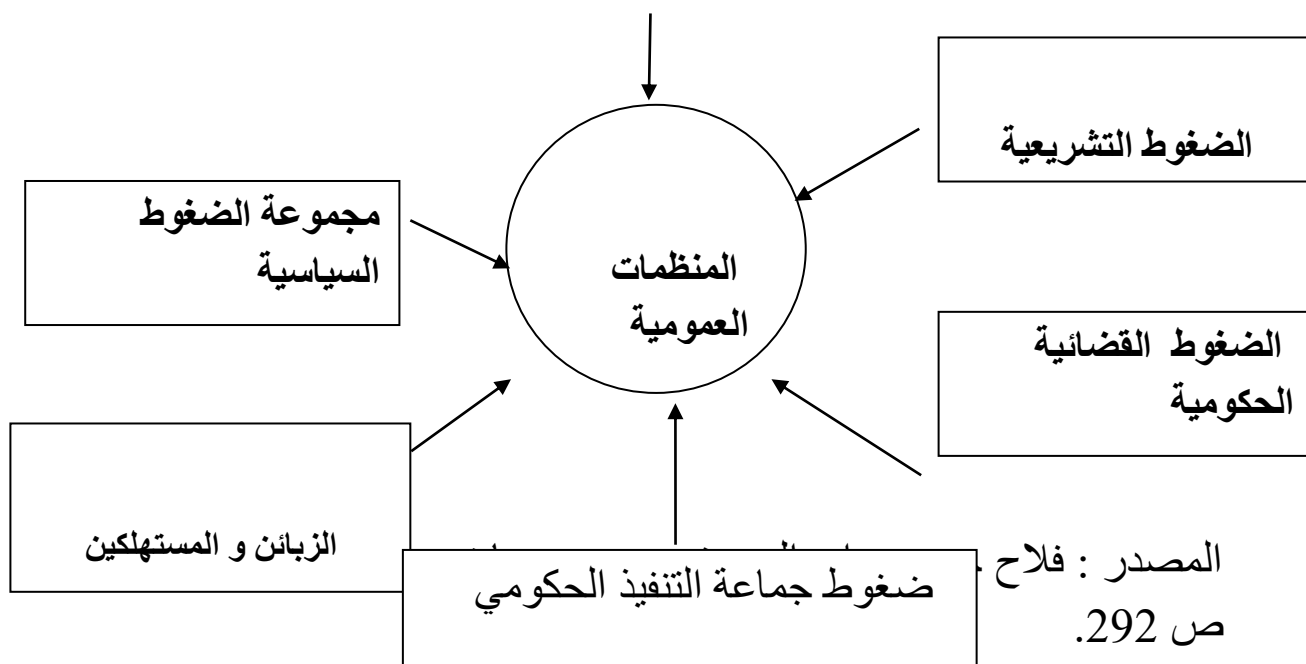 الضغوط التشريعية
مجموعة الضغوط
السياسية
المنظمات
العمومية
الضغوط القضائية
الحكومية
الزبائن و المستهلكين
ضغوط جماعة التنفيذ الحكومي
المصدر : فلاح
ص 292.